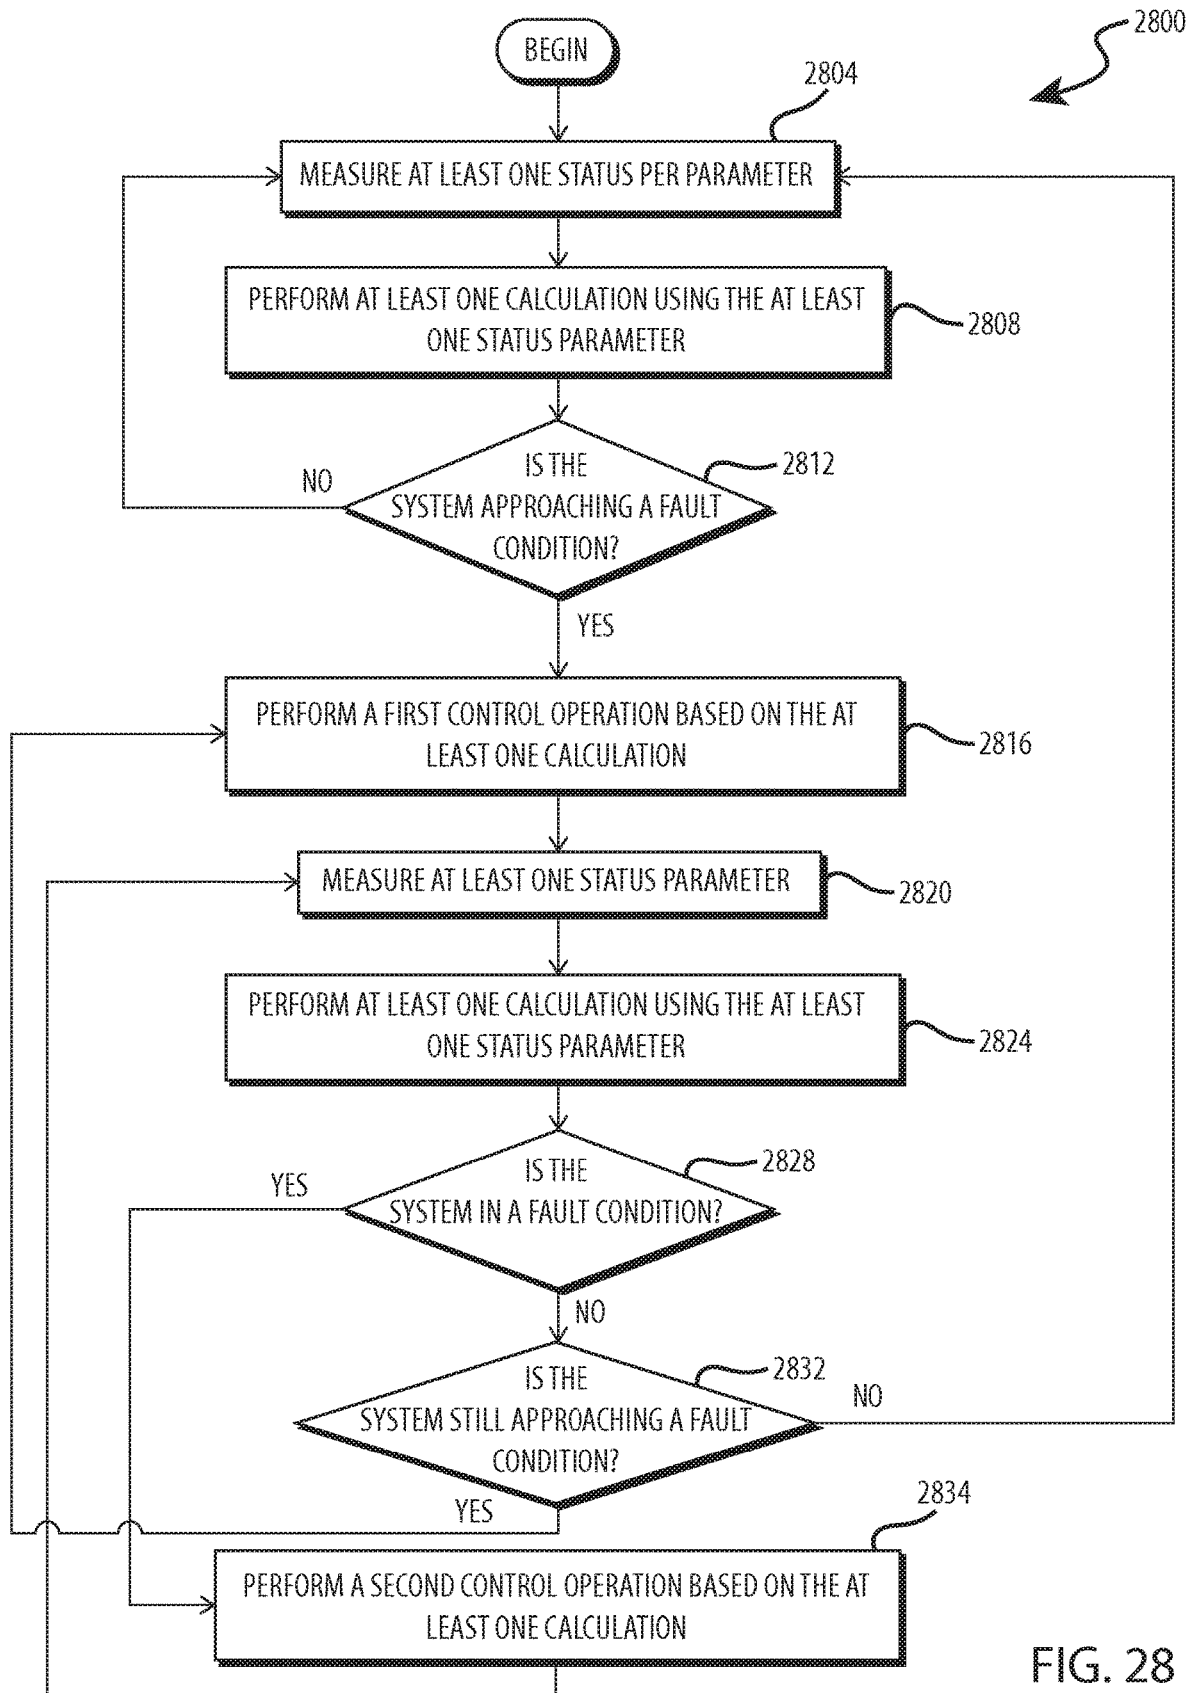 2800
BEGIN
2804
MEASURE AT LEAST ONE STATUS PER PARAMETER
PERFORM AT LEAST ONE CALCULATION USING THE AT LEAST
ONE STATUS PARAMETER
2808
IS THE
SYSTEM APPROACHING A FAULT
CONDITION?
2812
NO
YES
PERFORM A FIRST CONTROL OPERATION BASED ON THE AT
LEAST ONE CALCULATION
2816
MEASURE AT LEAST ONE STATUS PARAMETER
2820
PERFORM AT LEAST ONE CALCULATION USING THE AT LEAST
ONE STATUS PARAMETER
2824
IS THE
SYSTEM IN A FAULT CONDITION?
2828
YES
NO
IS THE
SYSTEM STILL APPROACHING A FAULT
CONDITION?
2832
NO
YES
2834
PERFORM A SECOND CONTROL OPERATION BASED ON THE AT
LEAST ONE CALCULATION
FIG. 28